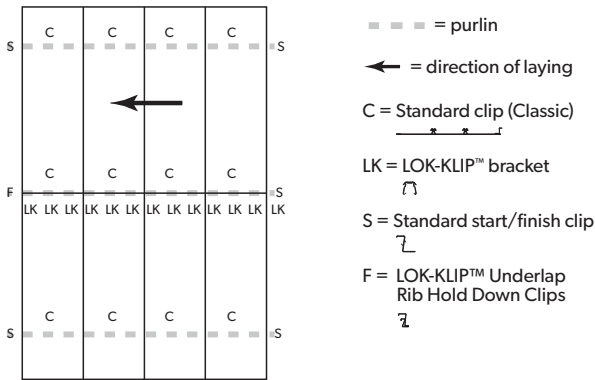 C C C C
S S
C C C C
F S
LK LK LK LK LK LK LK LK LK LK LK LK LK
C C C C
S S
= purlin
= direction of laying
C = Standard clip (Classic)
LK = LOK-KLIP™ bracket
S = Standard start/finish clip
F = LOK-KLIP™ Underlap
Rib Hold Down Clips